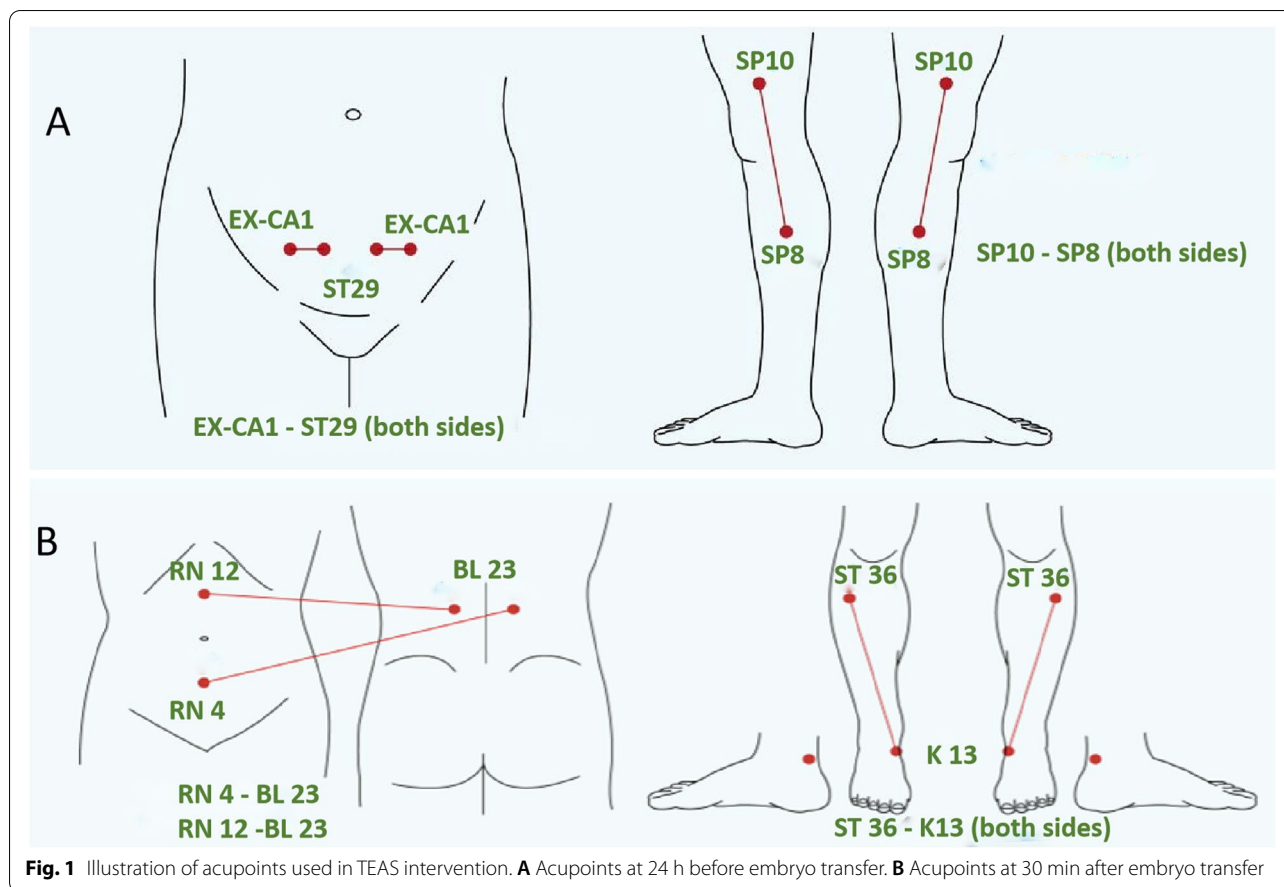 A
EX-CA1
EX-CA1
ST29
EX-CA1 - ST29 (both sides)
SP10
SP10
SP8
SP8
SP10 - SP8 (both sides)
B
RN 12
BL 23
RN 4
RN 4 - BL 23
RN 12 -BL 23
ST 36
ST 36
K 13
ST 36 - K13 (both sides)
Fig. 1 Illustration of acupoints used in TEAS intervention. A Acupoints at 24 h before embryo transfer. B Acupoints at 30 min after embryo transfer